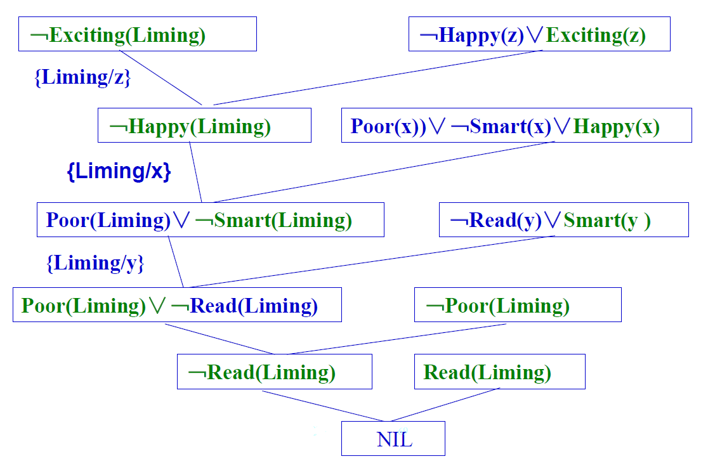 ¬Exciting(Liming)
¬Happy(z)∨Exciting(z)
{Liming/z}
¬Happy(Liming)
Poor(x))∨¬Smart(x)∨Happy(x)
{Liming/x}
Poor(Liming)∨¬Smart(Liming)
¬Read(y)∨Smart(y )
{Liming/y}
Poor(Liming)∨¬Read(Liming)
¬Poor(Liming)
¬Read(Liming)
Read(Liming)
NIL